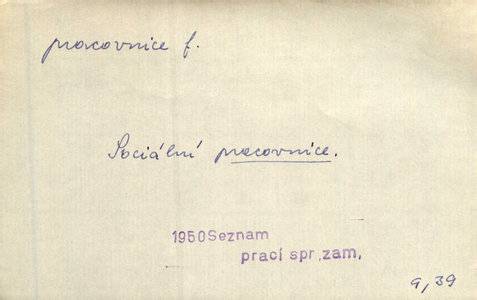 pracovnice f.
Sociální pracovnice.
1950Seznam
prací spr.zam.
9,39